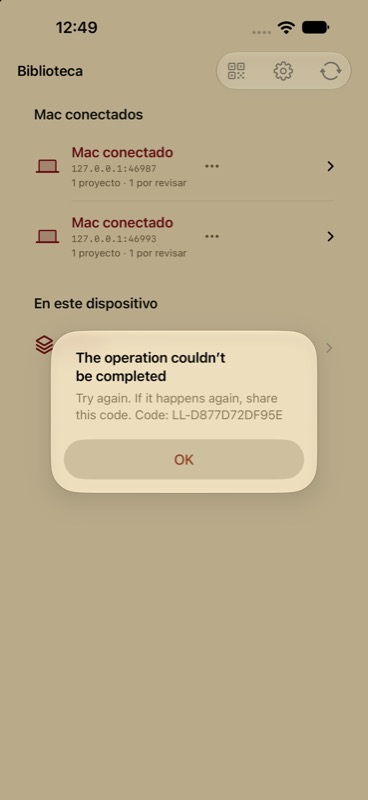 12:49
Biblioteca
Mac conectados
Mac conectado
127.0.0.1:46987
1 proyecto · 1 por revisar
Mac conectado
127.0.0.1:46993
1 proyecto · 1 por revisar
En este dispositivo
The operation couldn’t
be completed
Try again. If it happens again, share
this code. Code: LL-D877D72DF95E
OK